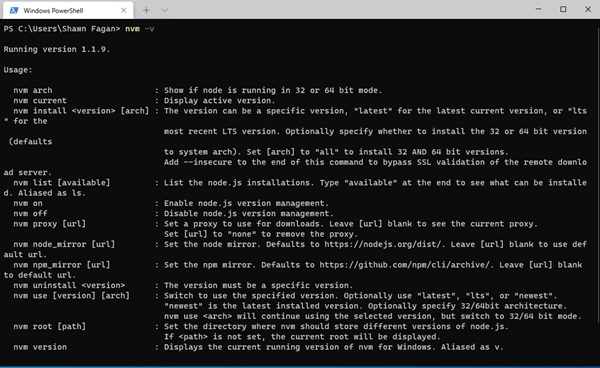 Windows PowerShell
PS C:\Users\Shawn Fagan> nvm -v
Running version 1.1.9.
Usage:
nvm arch : Show if node is running in 32 or 64 bit mode.
nvm current : Display active version.
nvm install <version> [arch] : The version can be a specific version, "latest" for the latest current version, or "lts
" for the
most recent LTS version. Optionally specify whether to install the 32 or 64 bit version
(defaults
to system arch). Set [arch] to "all" to install 32 AND 64 bit versions.
Add --insecure to the end of this command to bypass SSL validation of the remote downlo
ad server.
nvm list [available] : List the node.js installations. Type "available" at the end to see what can be installe
d. Aliased as ls.
nvm on : Enable node.js version management.
nvm off : Disable node.js version management.
nvm proxy [url] : Set a proxy to use for downloads. Leave [url] blank to see the current proxy.
Set [url] to "none" to remove the proxy.
nvm node_mirror [url] : Set the node mirror. Defaults to https://nodejs.org/dist/. Leave [url] blank to use def
ault url.
nvm npm_mirror [url] : Set the npm mirror. Defaults to https://github.com/npm/cli/archive/. Leave [url] blank
to default url.
nvm uninstall <version> : The version must be a specific version.
nvm use [version] [arch] : Switch to use the specified version. Optionally use "latest", "lts", or "newest".
"newest" is the latest installed version. Optionally specify 32/64bit architecture.
nvm use <arch> will continue using the selected version, but switch to 32/64 bit mode.
nvm root [path] : Set the directory where nvm should store different versions of node.js.
If <path> is not set, the current root will be displayed.
nvm version : Displays the current running version of nvm for Windows. Aliased as v.